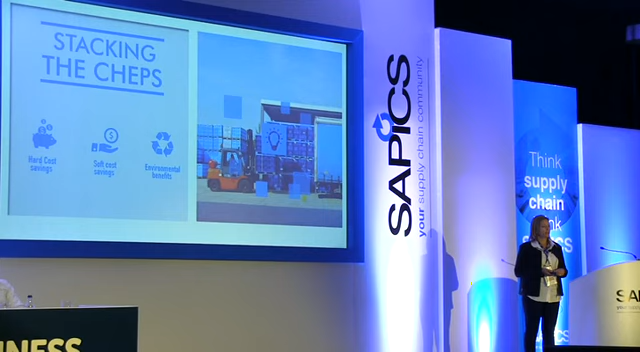 STACKING
THE CHEPS
Hard Cost
savings
Soft cost
savings
Environmental
benefits
SAPICS
your supply chain community
Think
supply
chain
SA
INESS